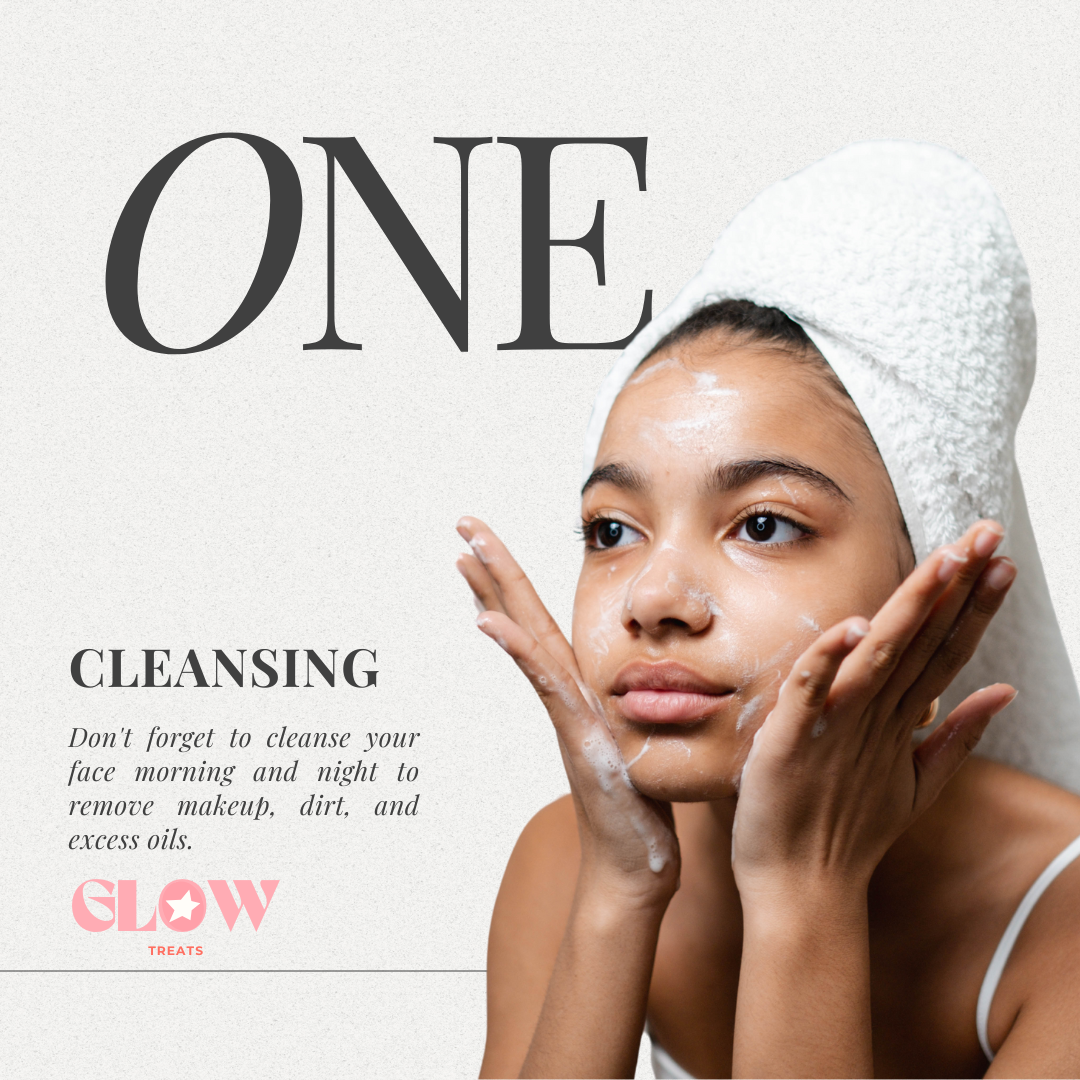 ONE
CLEANSING
Don't forget to cleanse your
face morning and night to
remove makeup, dirt, and
excess oils.
GLOW
TREATS